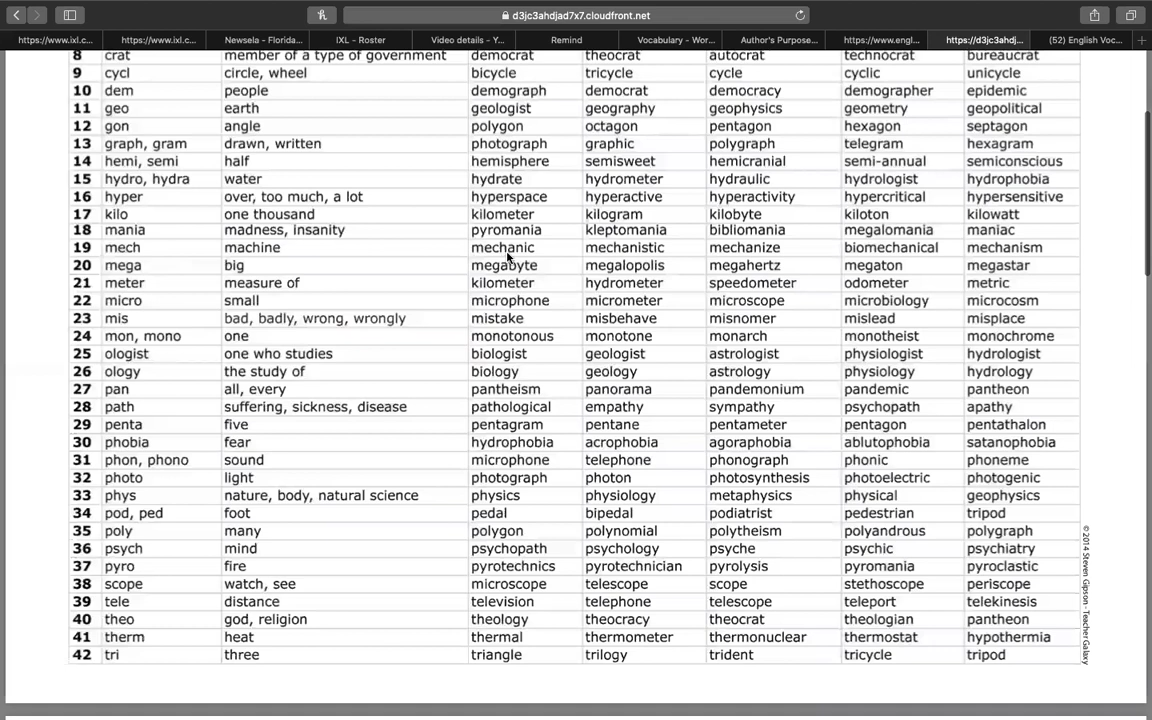 d3jc3ahdjad7x7.cloudfront.net
https://www.ixl.c... https://www.ixl.c... Newsela - Florida... IXL - Roster Video details - Y... Remind Vocabulary - Wor... Author's Purpose... https://www.engl... https://d3jc3ahdj... (52) English Voc...
8 crat member of a type of government democrat theocrat autocrat technocrat bureaucrat
9 cycl circle, wheel bicycle tricycle cycle cyclic unicycle
10 dem people demograph democrat democracy demographer epidemic
11 geo earth geologist geography geophysics geometry geopolitical
12 gon angle polygon octagon pentagon hexagon septagon
13 graph, gram drawn, written photograph graphic polygraph telegram hexagram
14 hemi, semi half hemisphere semisweet hemicranial semi-annual semiconscious
15 hydro, hydra water hydrate hydrometer hydraulic hydrologist hydrophobia
16 hyper over, too much, a lot hyperspace hyperactive hyperactivity hypercritical hypersensitive
17 kilo one thousand kilometer kilogram kilobyte kiloton kilowatt
18 mania madness, insanity pyromania kleptomania bibliomania megalomania maniac
19 mech machine mechanic mechanistic mechanize biomechanical mechanism
20 mega big megabyte megalopolis megahertz megaton megastar
21 meter measure of kilometer hydrometer speedometer odometer metric
22 micro small microphone micrometer microscope microbiology microcosm
23 mis bad, badly, wrong, wrongly mistake misbehave misnomer mislead misplace
24 mon, mono one monotonous monotone monarch monotheist monochrome
25 ologist one who studies biologist geologist astrologist physiologist hydrologist
26 ology the study of biology geology astrology physiology hydrology
27 pan all, every pantheism panorama pandemonium pandemic pantheon
28 path suffering, sickness, disease pathological empathy sympathy psychopath apathy
29 penta five pentagram pentane pentameter pentagon pentathalon
30 phobia fear hydrophobia acrophobia agoraphobia ablutophobia satanophobia
31 phon, phono sound microphone telephone phonograph phonic phoneme
32 photo light photograph photon photosynthesis photoelectric photogenic
33 phys nature, body, natural science physics physiology metaphysics physical geophysics
34 pod, ped foot pedal bipedal podiatrist pedestrian tripod
35 poly many polygon polynomial polytheism polyandrous polygraph
36 psych mind psychopath psychology psyche psychic psychiatry
37 pyro fire pyrotechnics pyrotechnician pyrolysis pyromania pyroclastic
38 scope watch, see microscope telescope scope stethoscope periscope
39 tele distance television telephone telescope teleport telekinesis
40 theo god, religion theology theocracy theocrat theologian pantheon
41 therm heat thermal thermometer thermonuclear thermostat hypothermia
42 tri three triangle trilogy trident tricycle tripod
© 2014 Steven Gipson - Teacher Galaxy